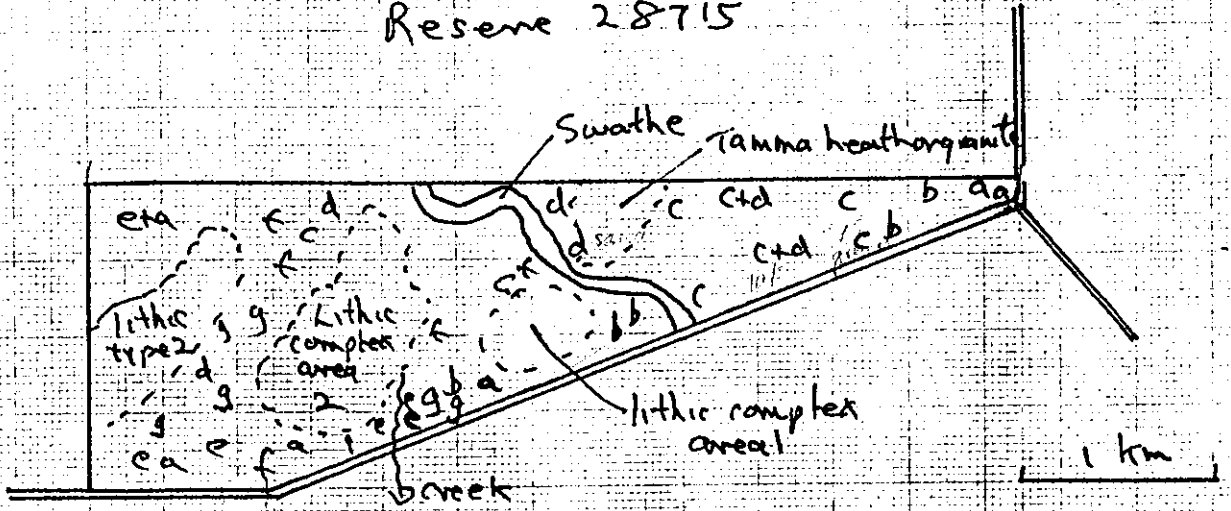 Reserve 28715
Swathe
Tamma heath on granite
e+a
d
c
d
c
c+d
c
b
a
a
d
c+d
c
b
c
Lithic
type 2
g
g
Lithic
complex
area
2
b
b
d
g
g
e
g
b
g
a
e
e
a
e
f
a
lithic complex
area 1
creek
1 km